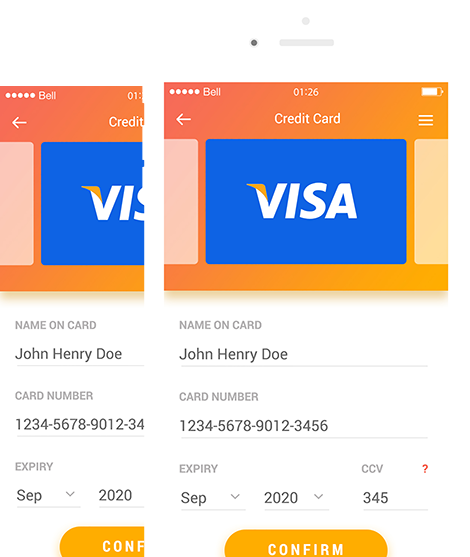 Bell 01:
Credit
VIS
NAME ON CARD
John Henry Doe
CARD NUMBER
1234-5678-9012-34
EXPIRY
Sep 2020
CONF
Bell 01:26
Credit Card
VISA
NAME ON CARD
John Henry Doe
CARD NUMBER
1234-5678-9012-3456
EXPIRY CCV ?
Sep 2020 345
CONFIRM